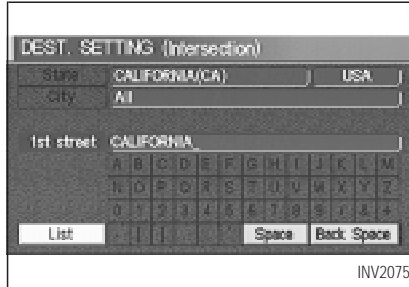 DEST. SETTING (Intersection)
State CALIFORNIA(CA) USA
City All
1st street CALIFORNIA_
A B C D E F G H I J K L M
N O P Q R S T U V W X Y Z
0 1 2 3 4 5 6 7 8 9 / & +
List Space Back Space
INV2075